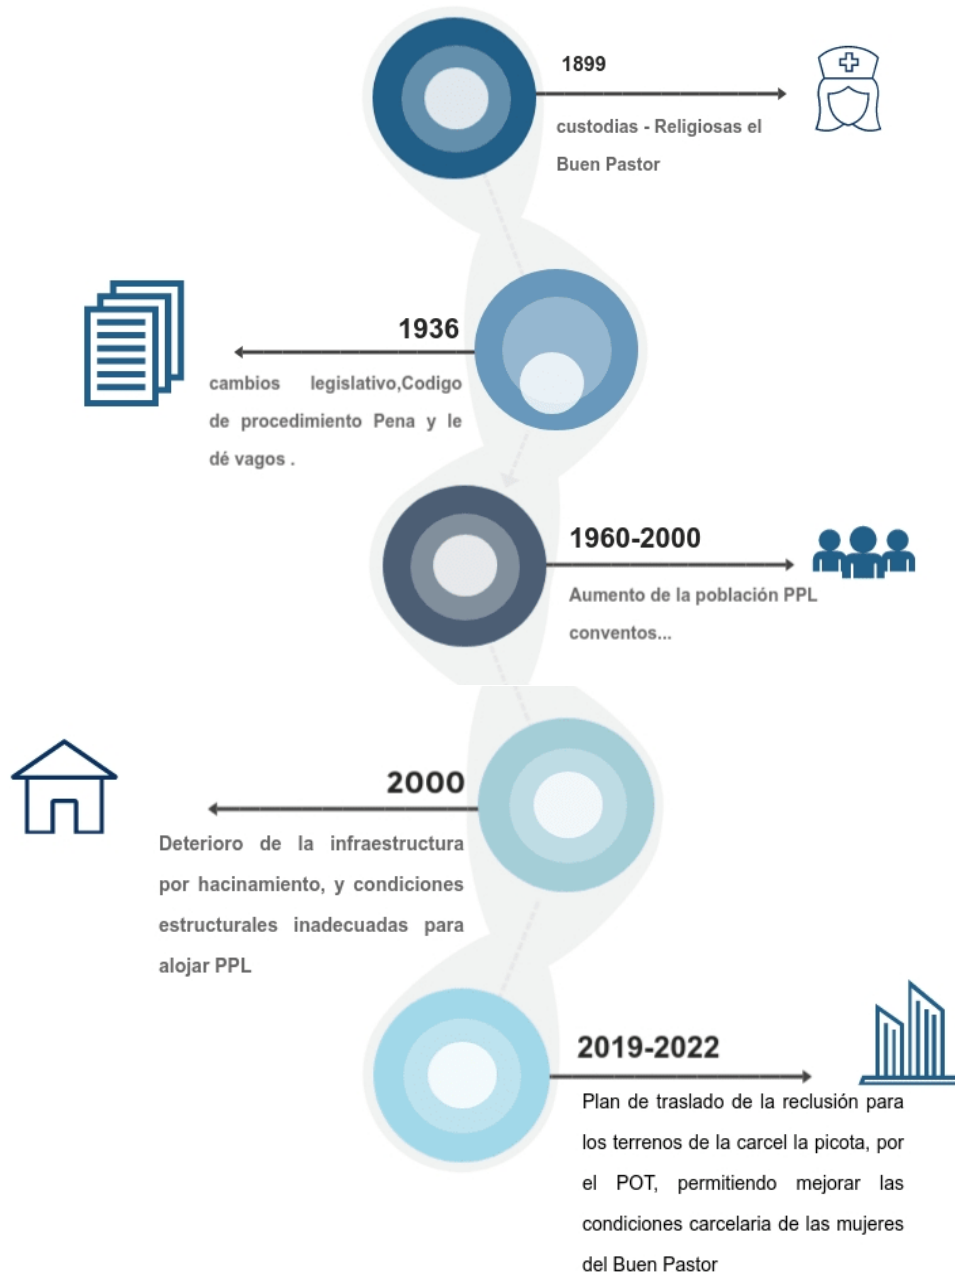 1899
custodias - Religiosas el
Buen Pastor
1936
cambios legislativo,Codigo
de procedimiento Pena y le
dé vagos .
1960-2000
Aumento de la población PPL
conventos...
2000
Deterioro de la infraestructura
por hacinamiento, y condiciones
estructurales inadecuadas para
alojar PPL
2019-2022
Plan de traslado de la reclusión para
los terrenos de la carcel la picota, por
el POT, permitiendo mejorar las
condiciones carcelaria de las mujeres
del Buen Pastor